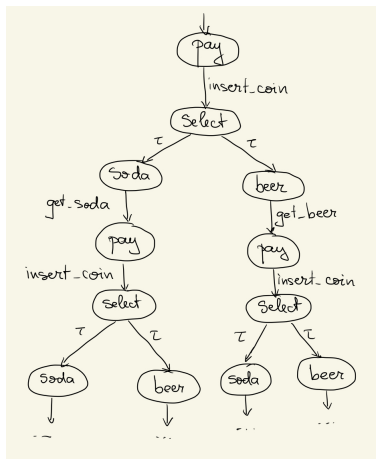 pay
insert_coin
Select
τ τ
Soda beer
get_soda get_beer
pay pay
insert_coin insert_coin
select Select
τ τ τ τ
Soda beer soda beer